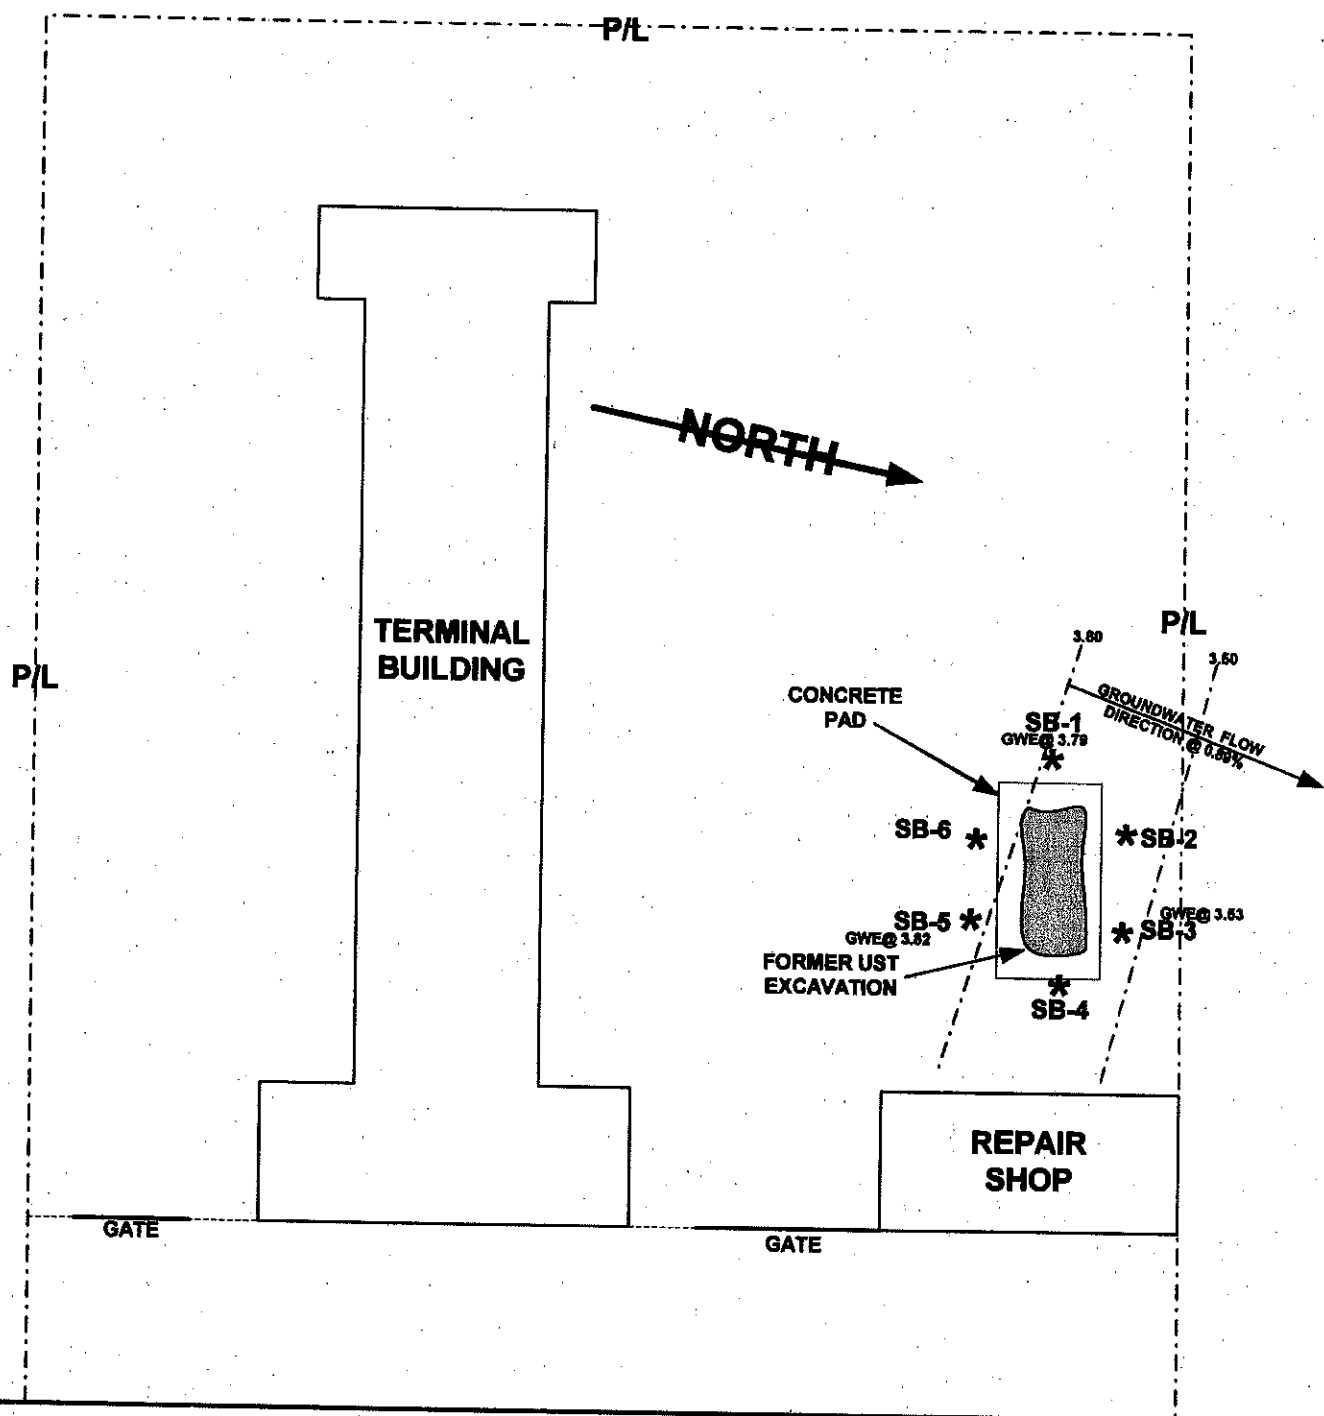 P/L
NORTH
TERMINAL
BUILDING
P/L
P/L
3.60
3.50
CONCRETE
PAD
GROUNDWATER FLOW
DIRECTION @
SB-1
GWE@ 3.79
SB-6
SB-2
SB-5
GWE@ 3.82
GWE@ 3.53
SB-3
FORMER UST
EXCAVATION
SB-4
REPAIR
SHOP
GATE
GATE